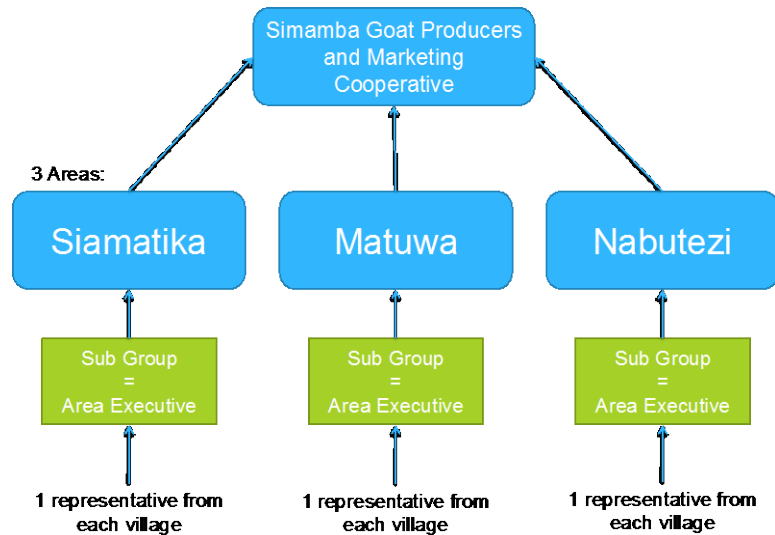 Simamba Goat Producers
and Marketing
Cooperative
3 Areas:
Siamatika
Matuwa
Nabutezi
Sub Group
=
Area Executive
Sub Group
=
Area Executive
Sub Group
=
Area Executive
1 representative from
each village
1 representative from
each village
1 representative from
each village